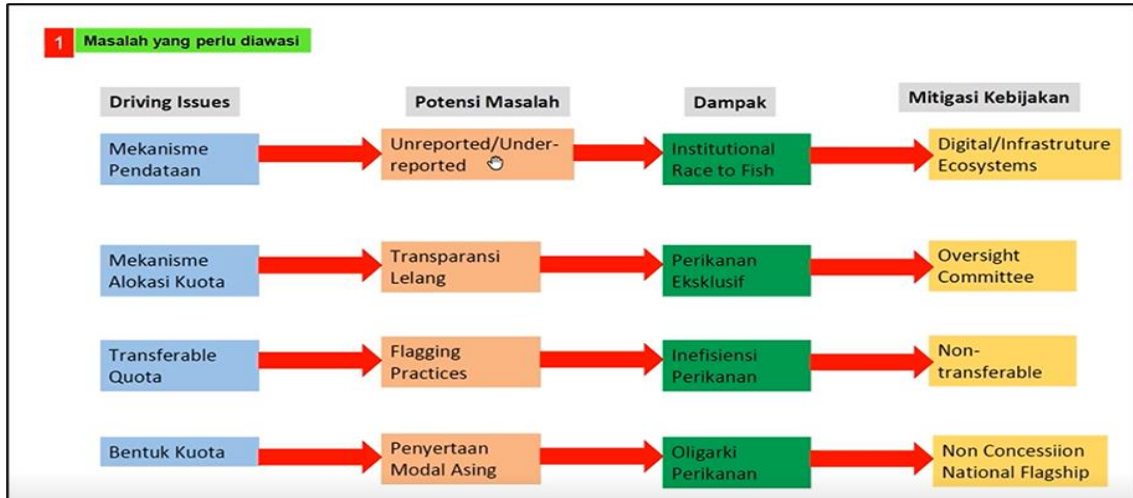 1 Masalah yang perlu diawasi
Driving Issues
Potensi Masalah
Dampak
Mitigasi Kebijakan
Mekanisme
Pendataan
Unreported/Under-
reported
Institutional
Race to Fish
Digital/Infrastruture
Ecosystems
Mekanisme
Alokasi Kuota
Transparansi
Lelang
Perikanan
Eksklusif
Oversight
Committee
Transferable
Quota
Flagging
Practices
Inefisiensi
Perikanan
Non-
transferable
Bentuk Kuota
Penyertaan
Modal Asing
Oligarki
Perikanan
Non Concessiion
National Flagship